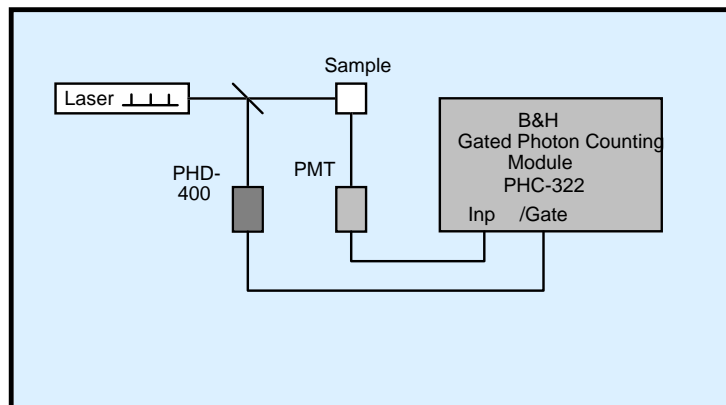 Sample
Laser
B&H
Gated Photon Counting
Module
PHC-322
PHD-
400
PMT
Inp /Gate